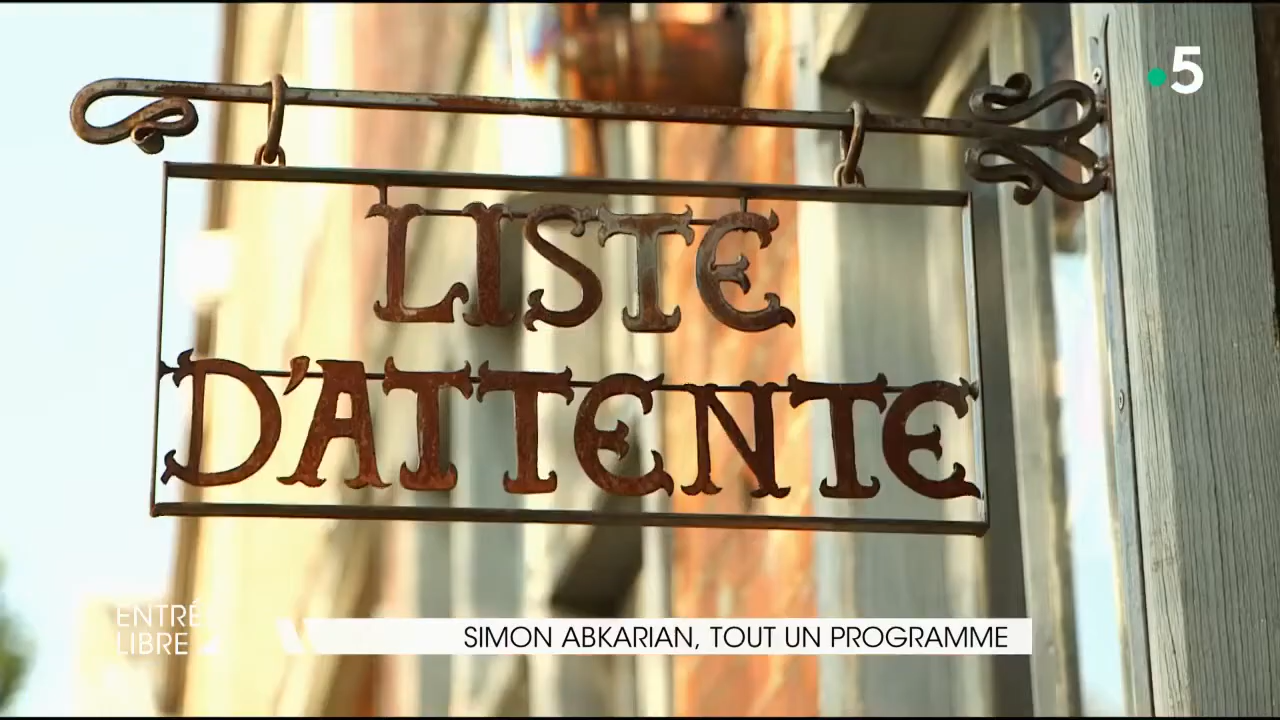 5
LISTE
D'ATTENTE
ENTRÉE
LIBRE
SIMON ABKARIAN, TOUT UN PROGRAMME